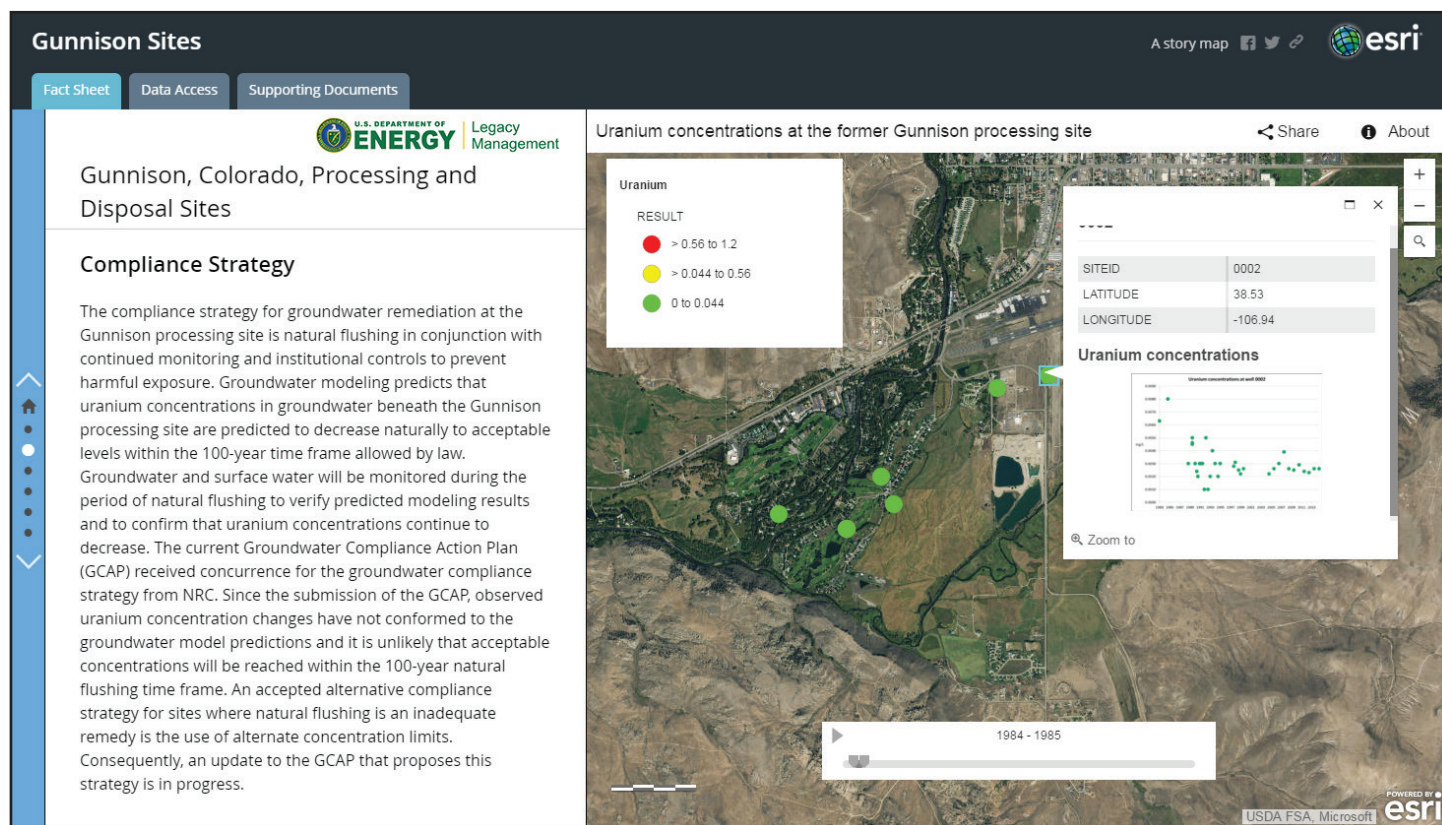 Gunnison Sites
A story map
esri
Fact Sheet
Data Access
Supporting Documents
U.S. DEPARTMENT OF
ENERGY
Legacy
Management
Gunnison, Colorado, Processing and
Disposal Sites
Compliance Strategy
The compliance strategy for groundwater remediation at the
Gunnison processing site is natural flushing in conjunction with
continued monitoring and institutional controls to prevent
harmful exposure. Groundwater modeling predicts that
uranium concentrations in groundwater beneath the Gunnison
processing site are predicted to decrease naturally to acceptable
levels within the 100-year time frame allowed by law.
Groundwater and surface water will be monitored during the
period of natural flushing to verify predicted modeling results
and to confirm that uranium concentrations continue to
decrease. The current Groundwater Compliance Action Plan
(GCAP) received concurrence for the groundwater compliance
strategy from NRC. Since the submission of the GCAP, observed
uranium concentration changes have not conformed to the
groundwater model predictions and it is unlikely that acceptable
concentrations will be reached within the 100-year natural
flushing time frame. An accepted alternative compliance
strategy for sites where natural flushing is an inadequate
remedy is the use of alternate concentration limits.
Consequently, an update to the GCAP that proposes this
strategy is in progress.
Uranium concentrations at the former Gunnison processing site
Share
About
Uranium
RESULT
> 0.56 to 1.2
> 0.044 to 0.56
0 to 0.044
SITEID 0002
LATITUDE 38.53
LONGITUDE -106.94
Uranium concentrations
Uranium concentrations at well 0002
Zoom to
1984 - 1985
USDA FSA, Microsoft
POWERED BY
esri